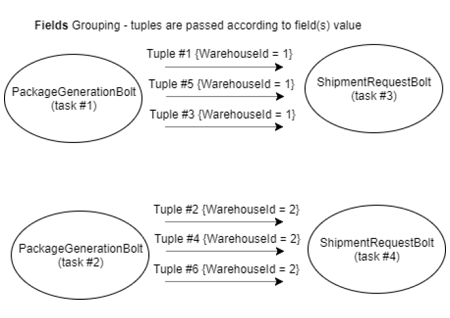 Fields Grouping - tuples are passed according to field(s) value
Tuple #1 {WarehouseId = 1}
PackageGenerationBolt
(task #1)
Tuple #5 {WarehouseId = 1}
ShipmentRequestBolt
(task #3)
Tuple #3 {WarehouseId = 1}
Tuple #2 {WarehouseId = 2}
PackageGenerationBolt
(task #2)
Tuple #4 {WarehouseId = 2}
ShipmentRequestBolt
(task #4)
Tuple #6 {WarehouseId = 2}